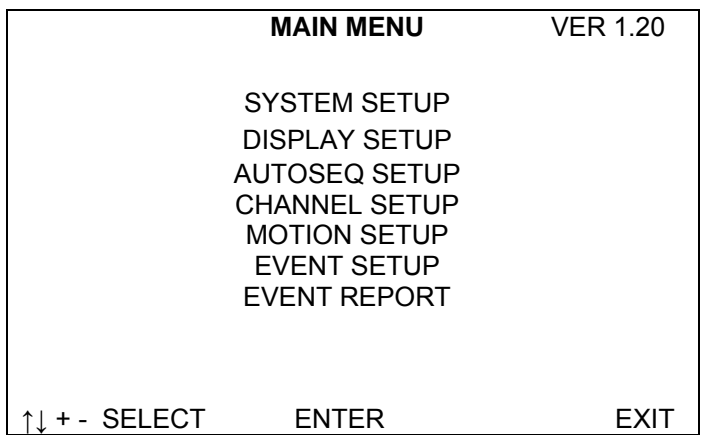 MAIN MENU VER 1.20
SYSTEM SETUP
DISPLAY SETUP
AUTOSEQ SETUP
CHANNEL SETUP
MOTION SETUP
EVENT SETUP
EVENT REPORT
↑↓ + - SELECT ENTER EXIT